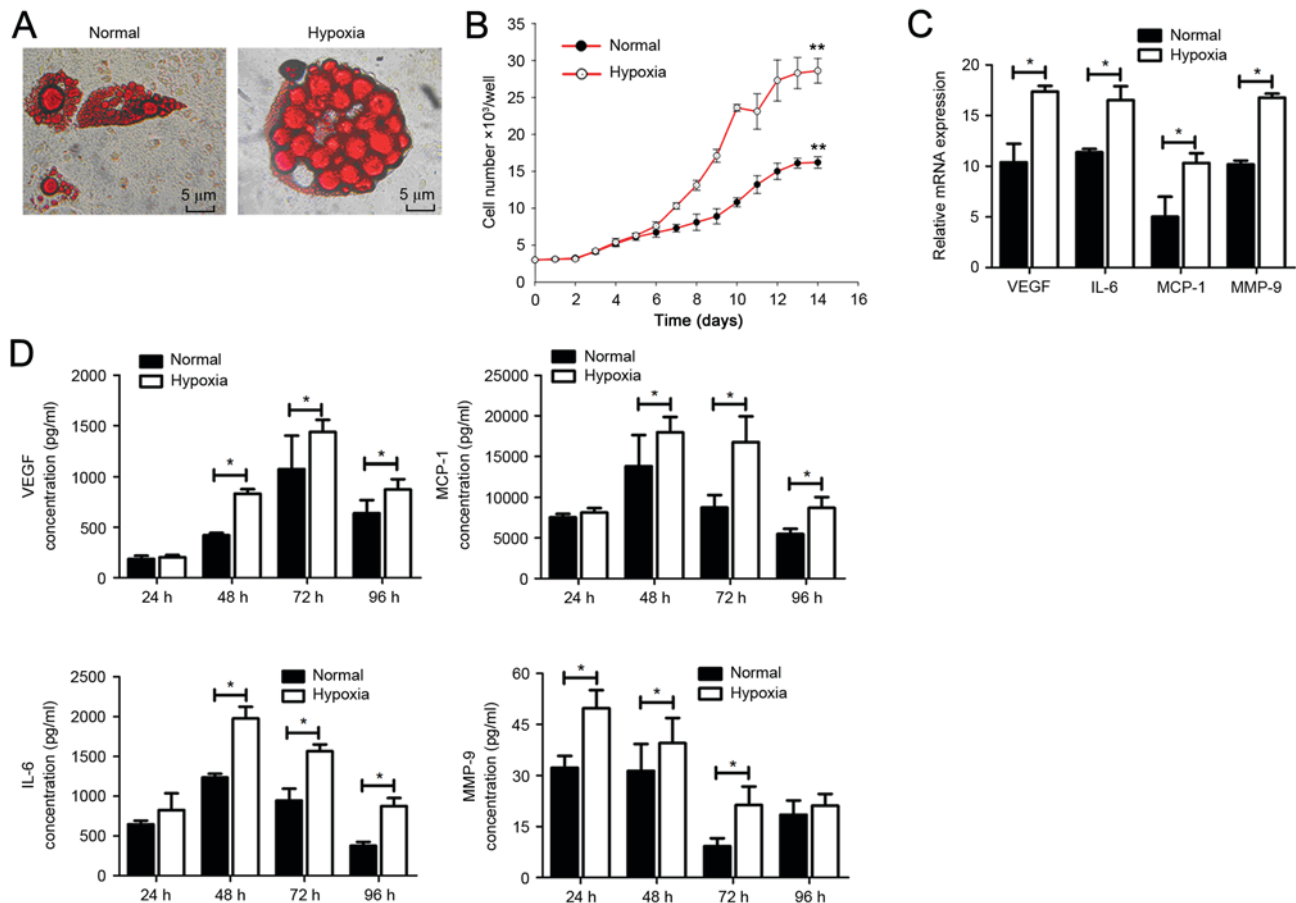 A
Normal
Hypoxia
5 µm
5 µm
B
Cell number ×10³/well
35
30
25
20
15
10
5
0
Normal
Hypoxia
**
**
0 2 4 6 8 10 12 14 16
Time (days)
C
Normal
Hypoxia
Relative mRNA expression
20
15
10
5
0
* * * *
VEGF IL-6 MCP-1 MMP-9
D
Normal
Hypoxia
VEGF
concentration (pg/ml)
2000
1500
1000
500
0
* * *
24 h 48 h 72 h 96 h
Normal
Hypoxia
MCP-1
concentration (pg/ml)
25000
20000
15000
10000
5000
0
* * *
24 h 48 h 72 h 96 h
Normal
Hypoxia
IL-6
concentration (pg/ml)
2500
2000
1500
1000
500
0
* * *
24 h 48 h 72 h 96 h
Normal
Hypoxia
MMP-9
concentration (pg/ml)
60
45
30
15
0
* * *
24 h 48 h 72 h 96 h